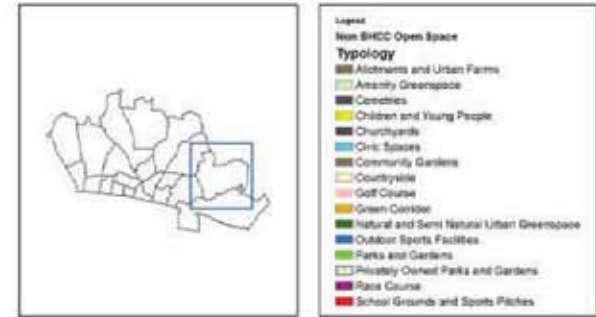 Legend
Non BHCC Open Space
Typology
Allotments and Urban Farms
Amenity Greenspace
Cemetries
Children and Young People
Churchyards
Civic Spaces
Community Gardens
Countryside
Golf Course
Green Corridor
Natural and Semi Natural Urban Greenspace
Outdoor Sports Facilities
Parks and Gardens
Privately Owned Parks and Gardens
Race Course
School Grounds and Sports Pitches